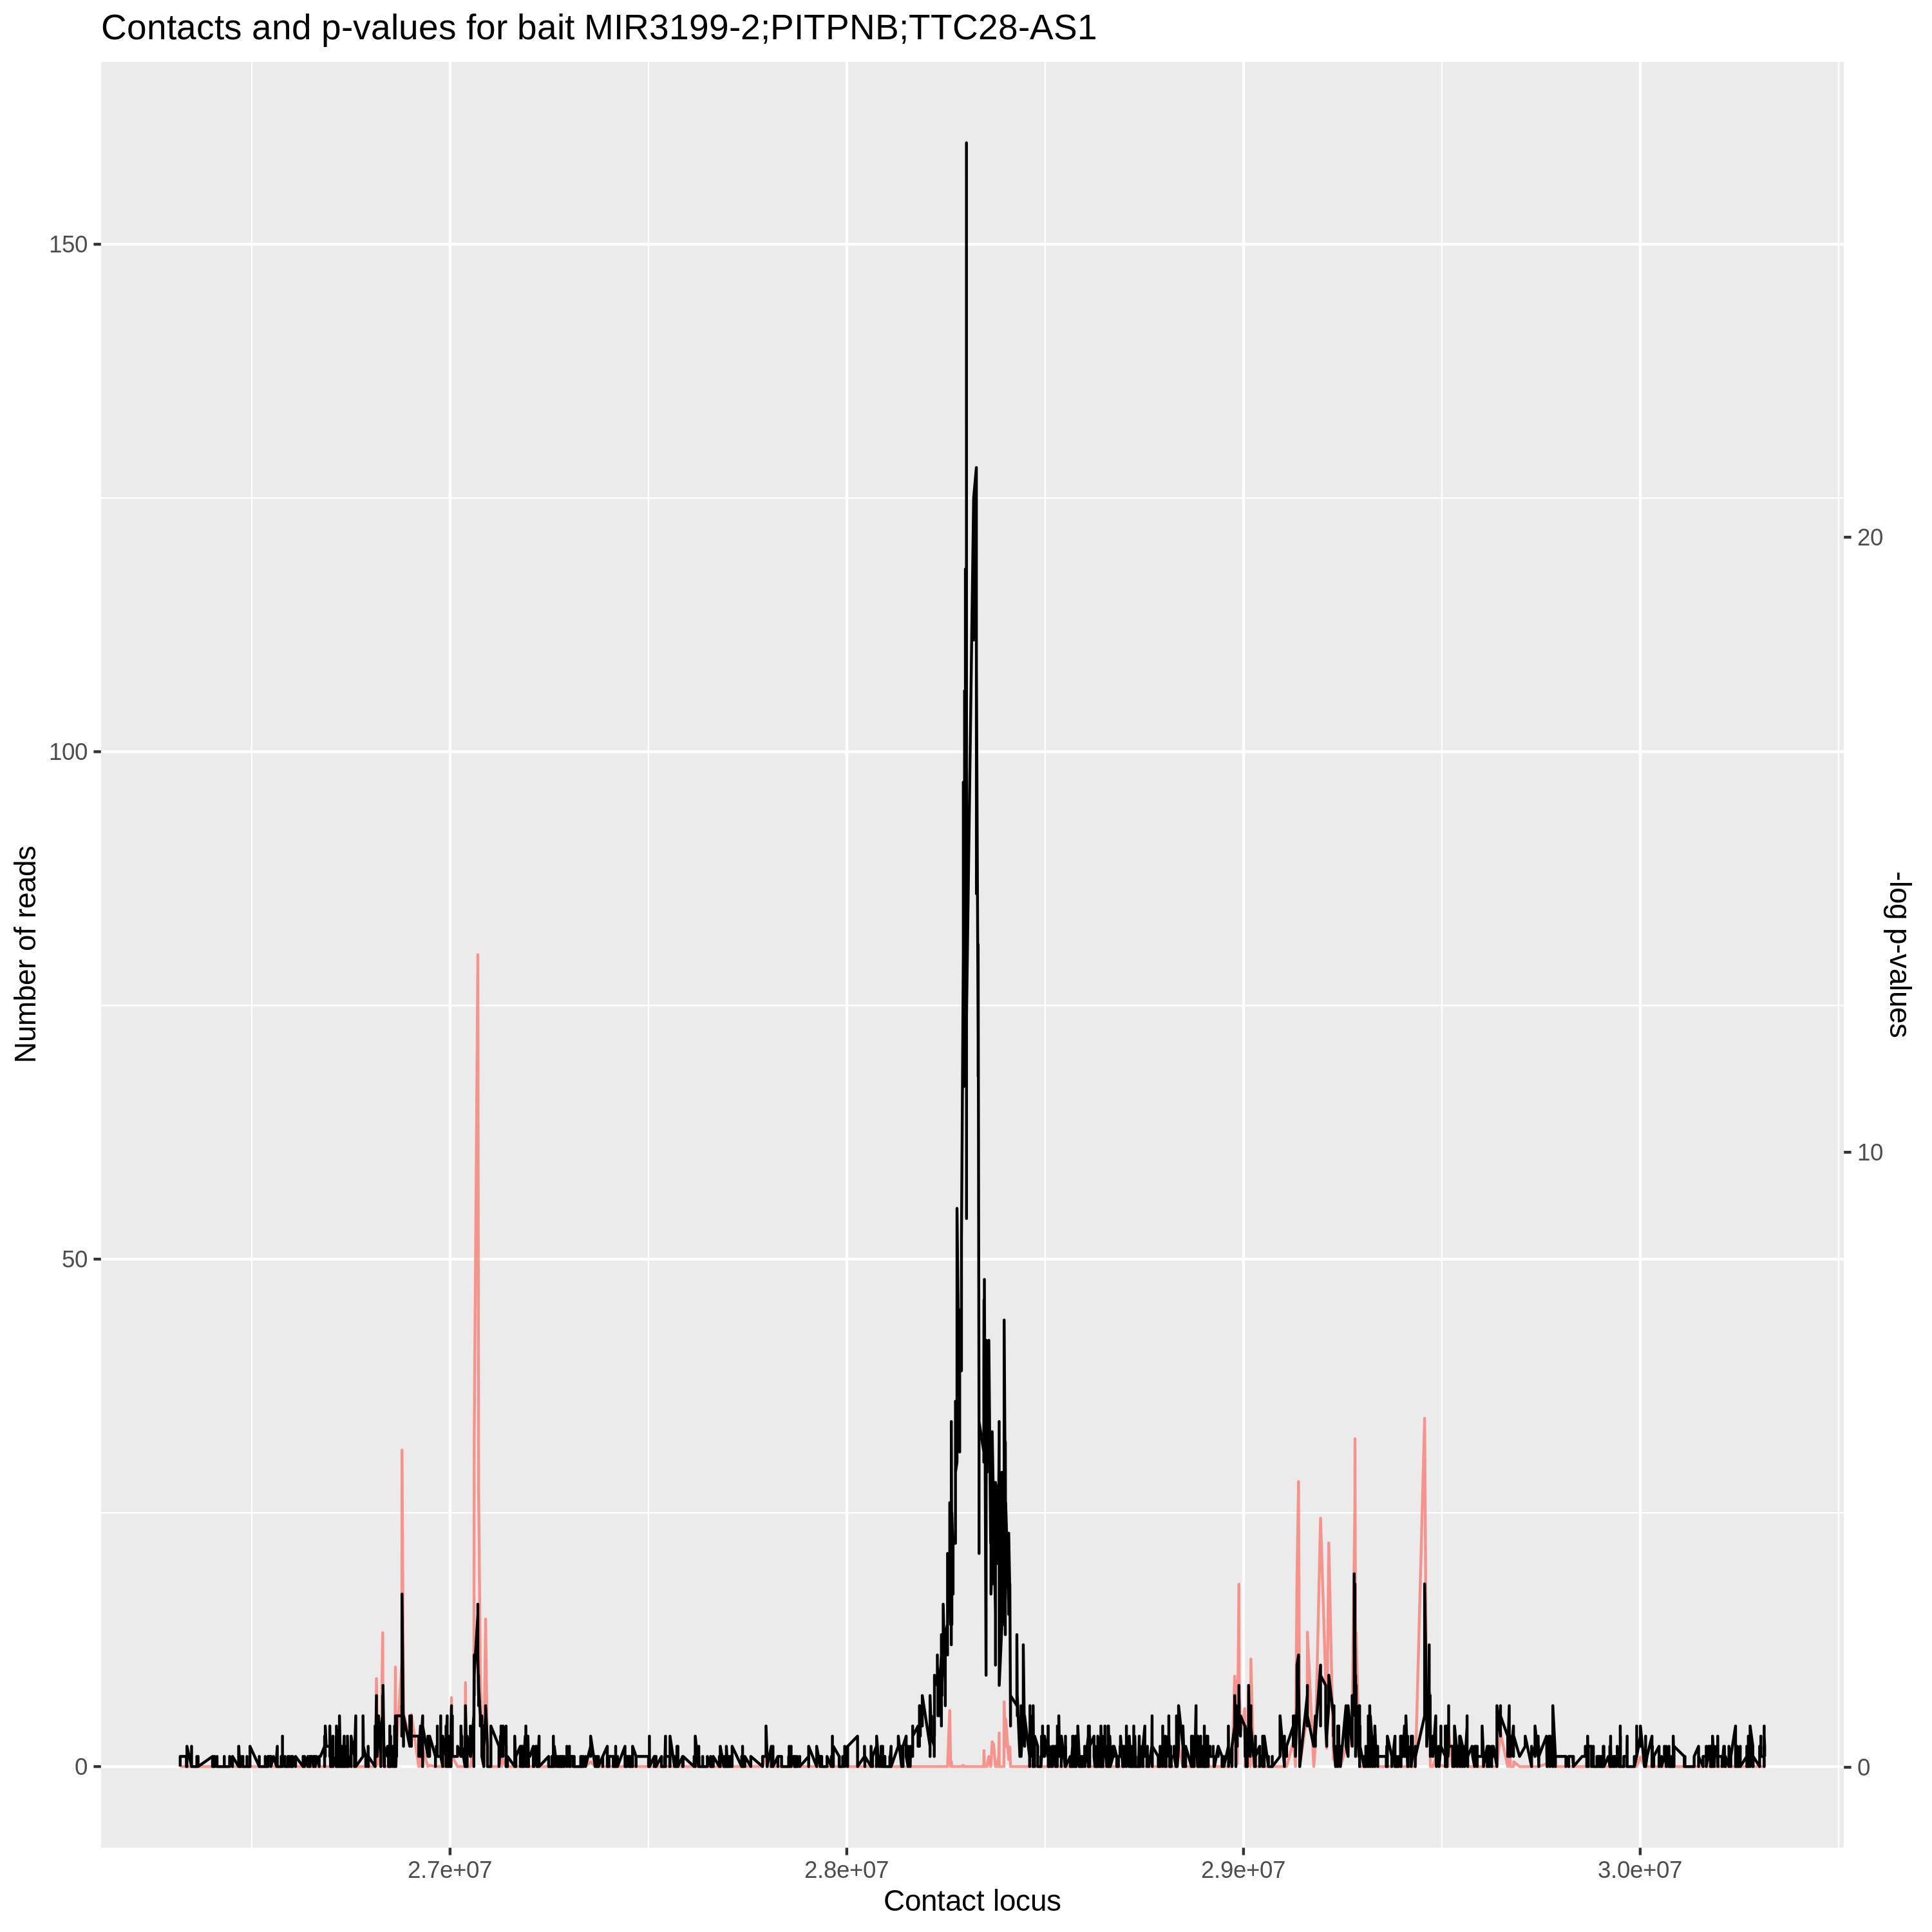 Contacts and p-values for bait MIR3199-2;PITPNB;TTC28-AS1
150
100
50
0
Number of reads
20
10
0
-log p-values
2.7e+07
2.8e+07
2.9e+07
3.0e+07
Contact locus